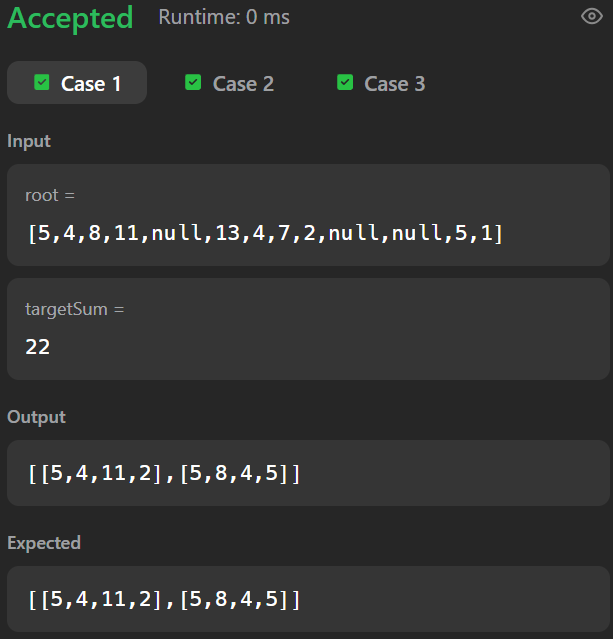 Accepted Runtime: 0 ms
Case 1 Case 2 Case 3
Input
root =
[5,4,8,11,null,13,4,7,2,null,null,5,1]
targetSum =
22
Output
[[5,4,11,2],[5,8,4,5]]
Expected
[[5,4,11,2],[5,8,4,5]]